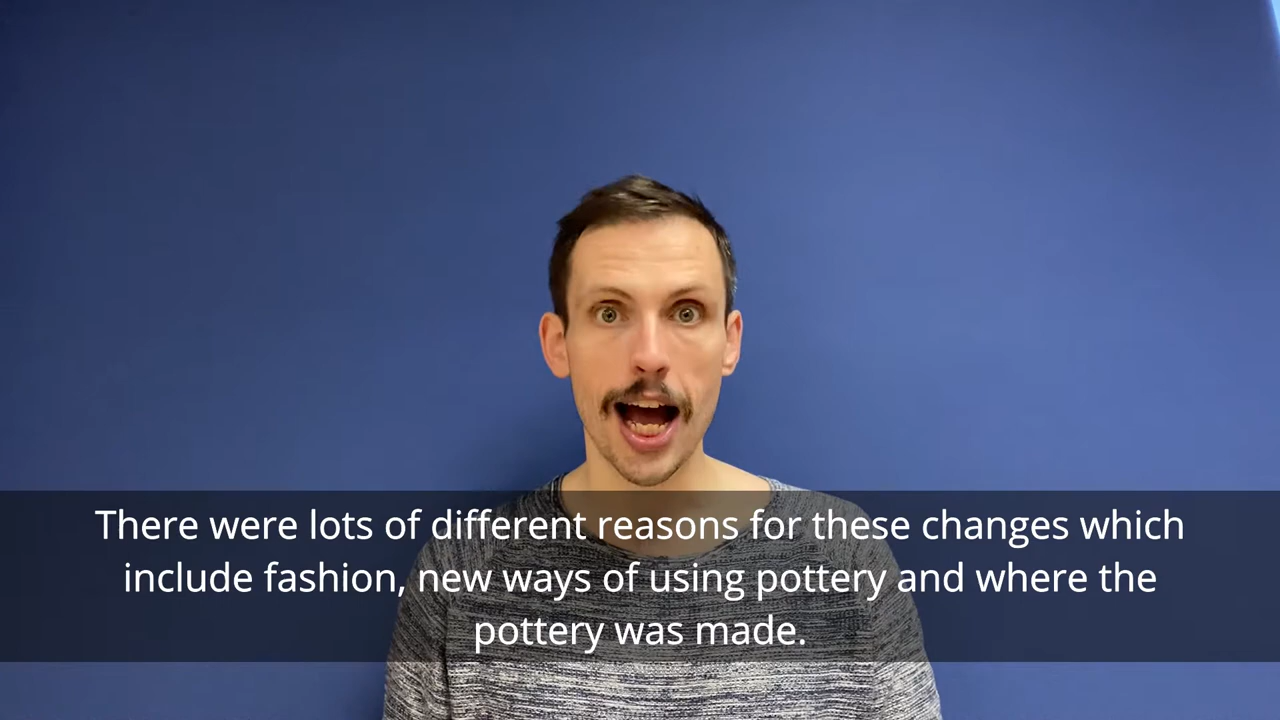 There were lots of different reasons for these changes which
include fashion, new ways of using pottery and where the
pottery was made.